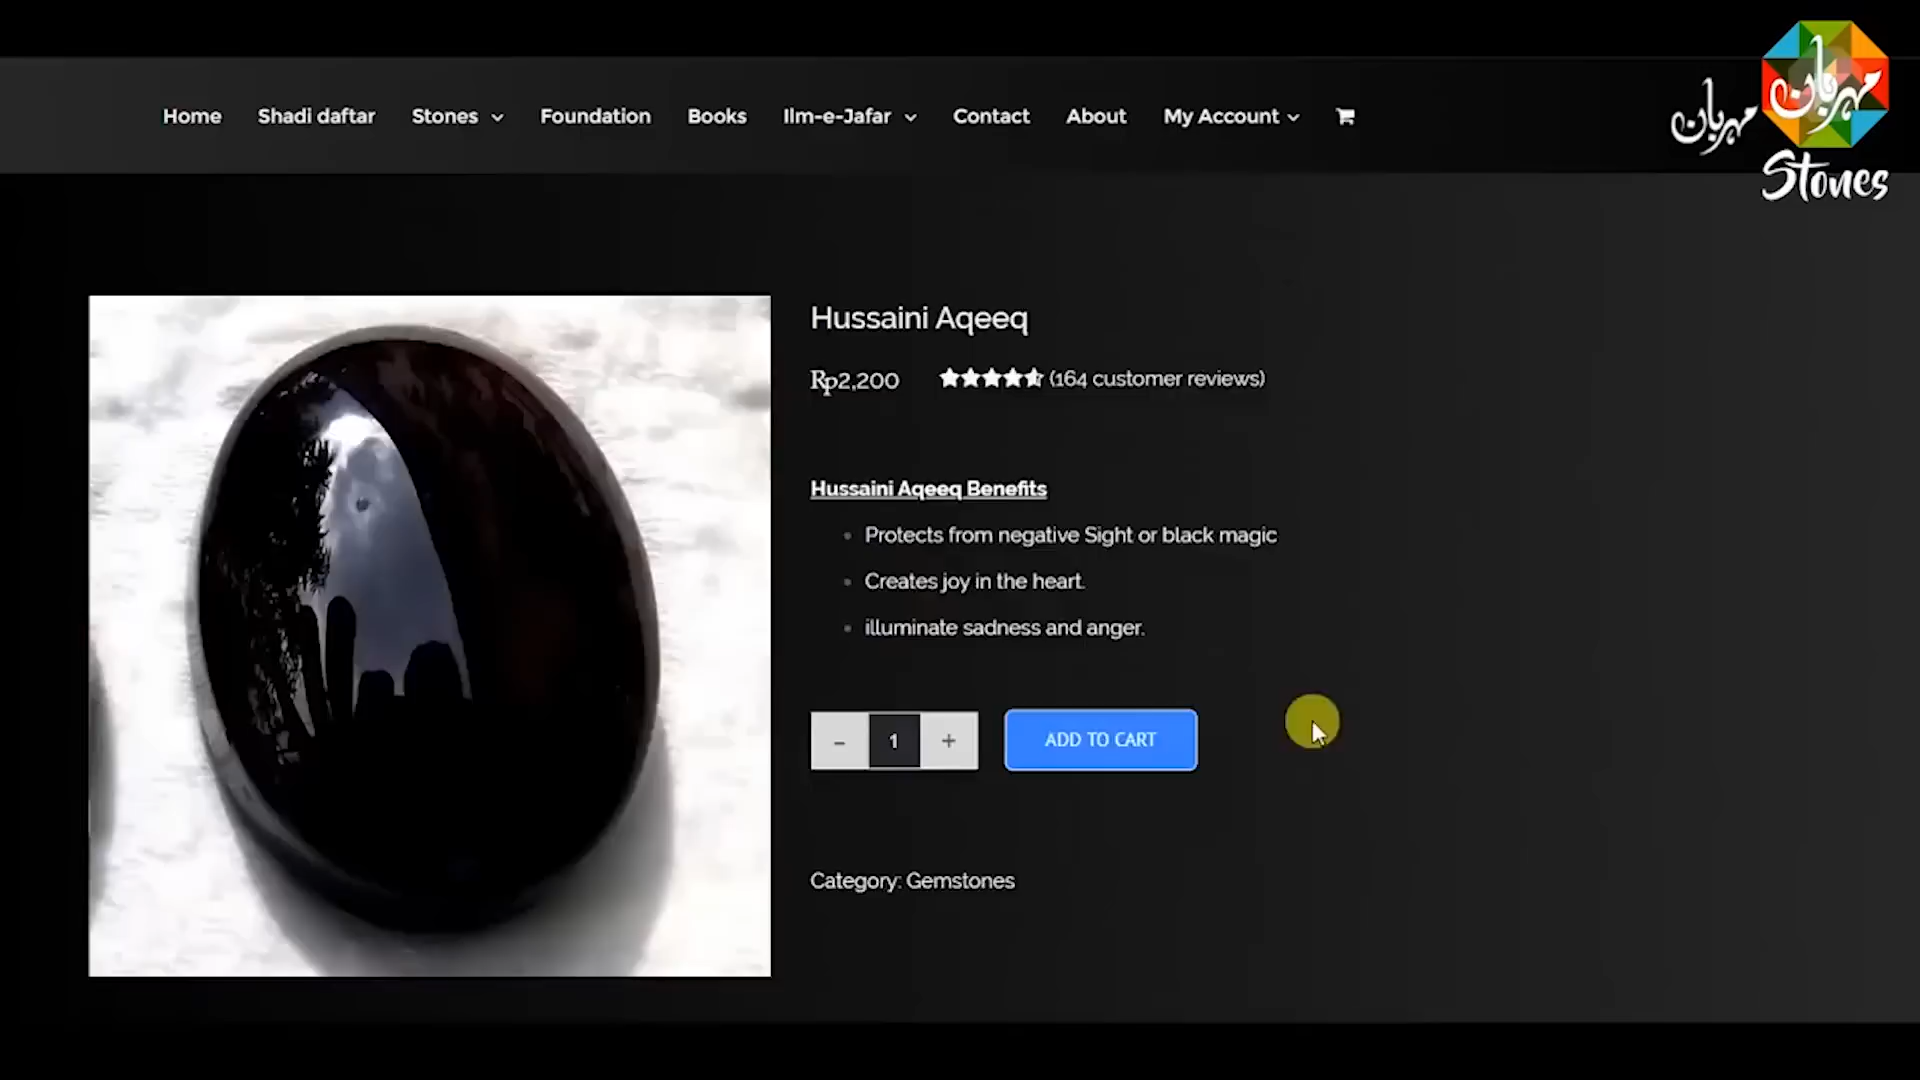 مہربان
مہربان
Stones
Home Shadi daftar Stones Foundation Books Ilm-e-Jafar Contact About My Account
Hussaini Aqeeq
₨2,200 (164 customer reviews)
Hussaini Aqeeq Benefits
Protects from negative Sight or black magic
Creates joy in the heart.
illuminate sadness and anger.
- 1 + ADD TO CART
Category: Gemstones